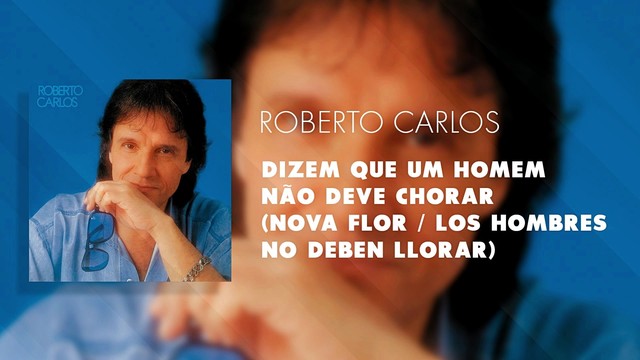 ROBERTO
CARLOS
ROBERTO CARLOS
DIZEM QUE UM HOMEM
NÃO DEVE CHORAR
(NOVA FLOR / LOS HOMBRES
NO DEBEN LLORAR)